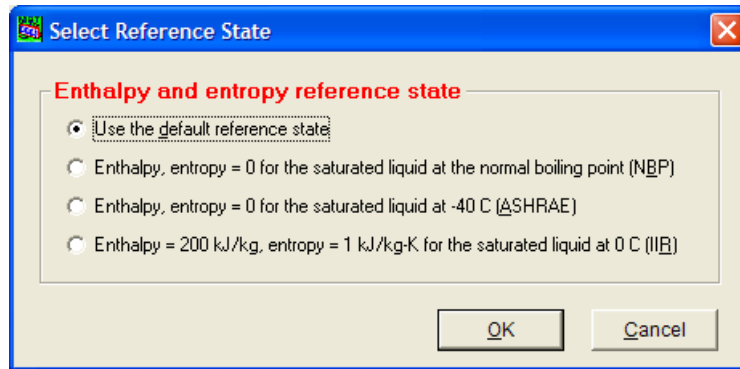 Select Reference State
Enthalpy and entropy reference state
Use the default reference state
Enthalpy, entropy = 0 for the saturated liquid at the normal boiling point (NBP)
Enthalpy, entropy = 0 for the saturated liquid at -40 C (ASHRAE)
Enthalpy = 200 kJ/kg, entropy = 1 kJ/kg-K for the saturated liquid at 0 C (IIR)
OK Cancel